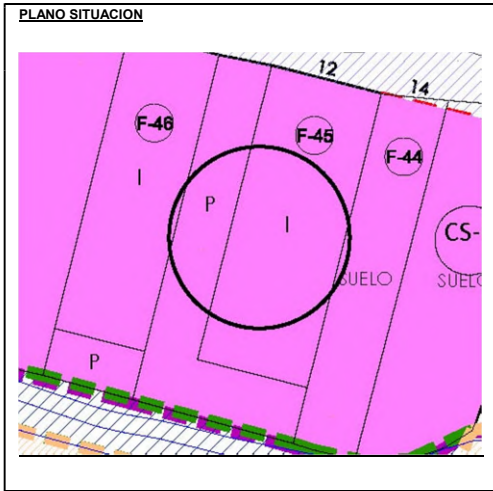 PLANO SITUACION
12
14
F-46
F-45
F-44
I
P
I
CS-
SUELO
SUELO
P